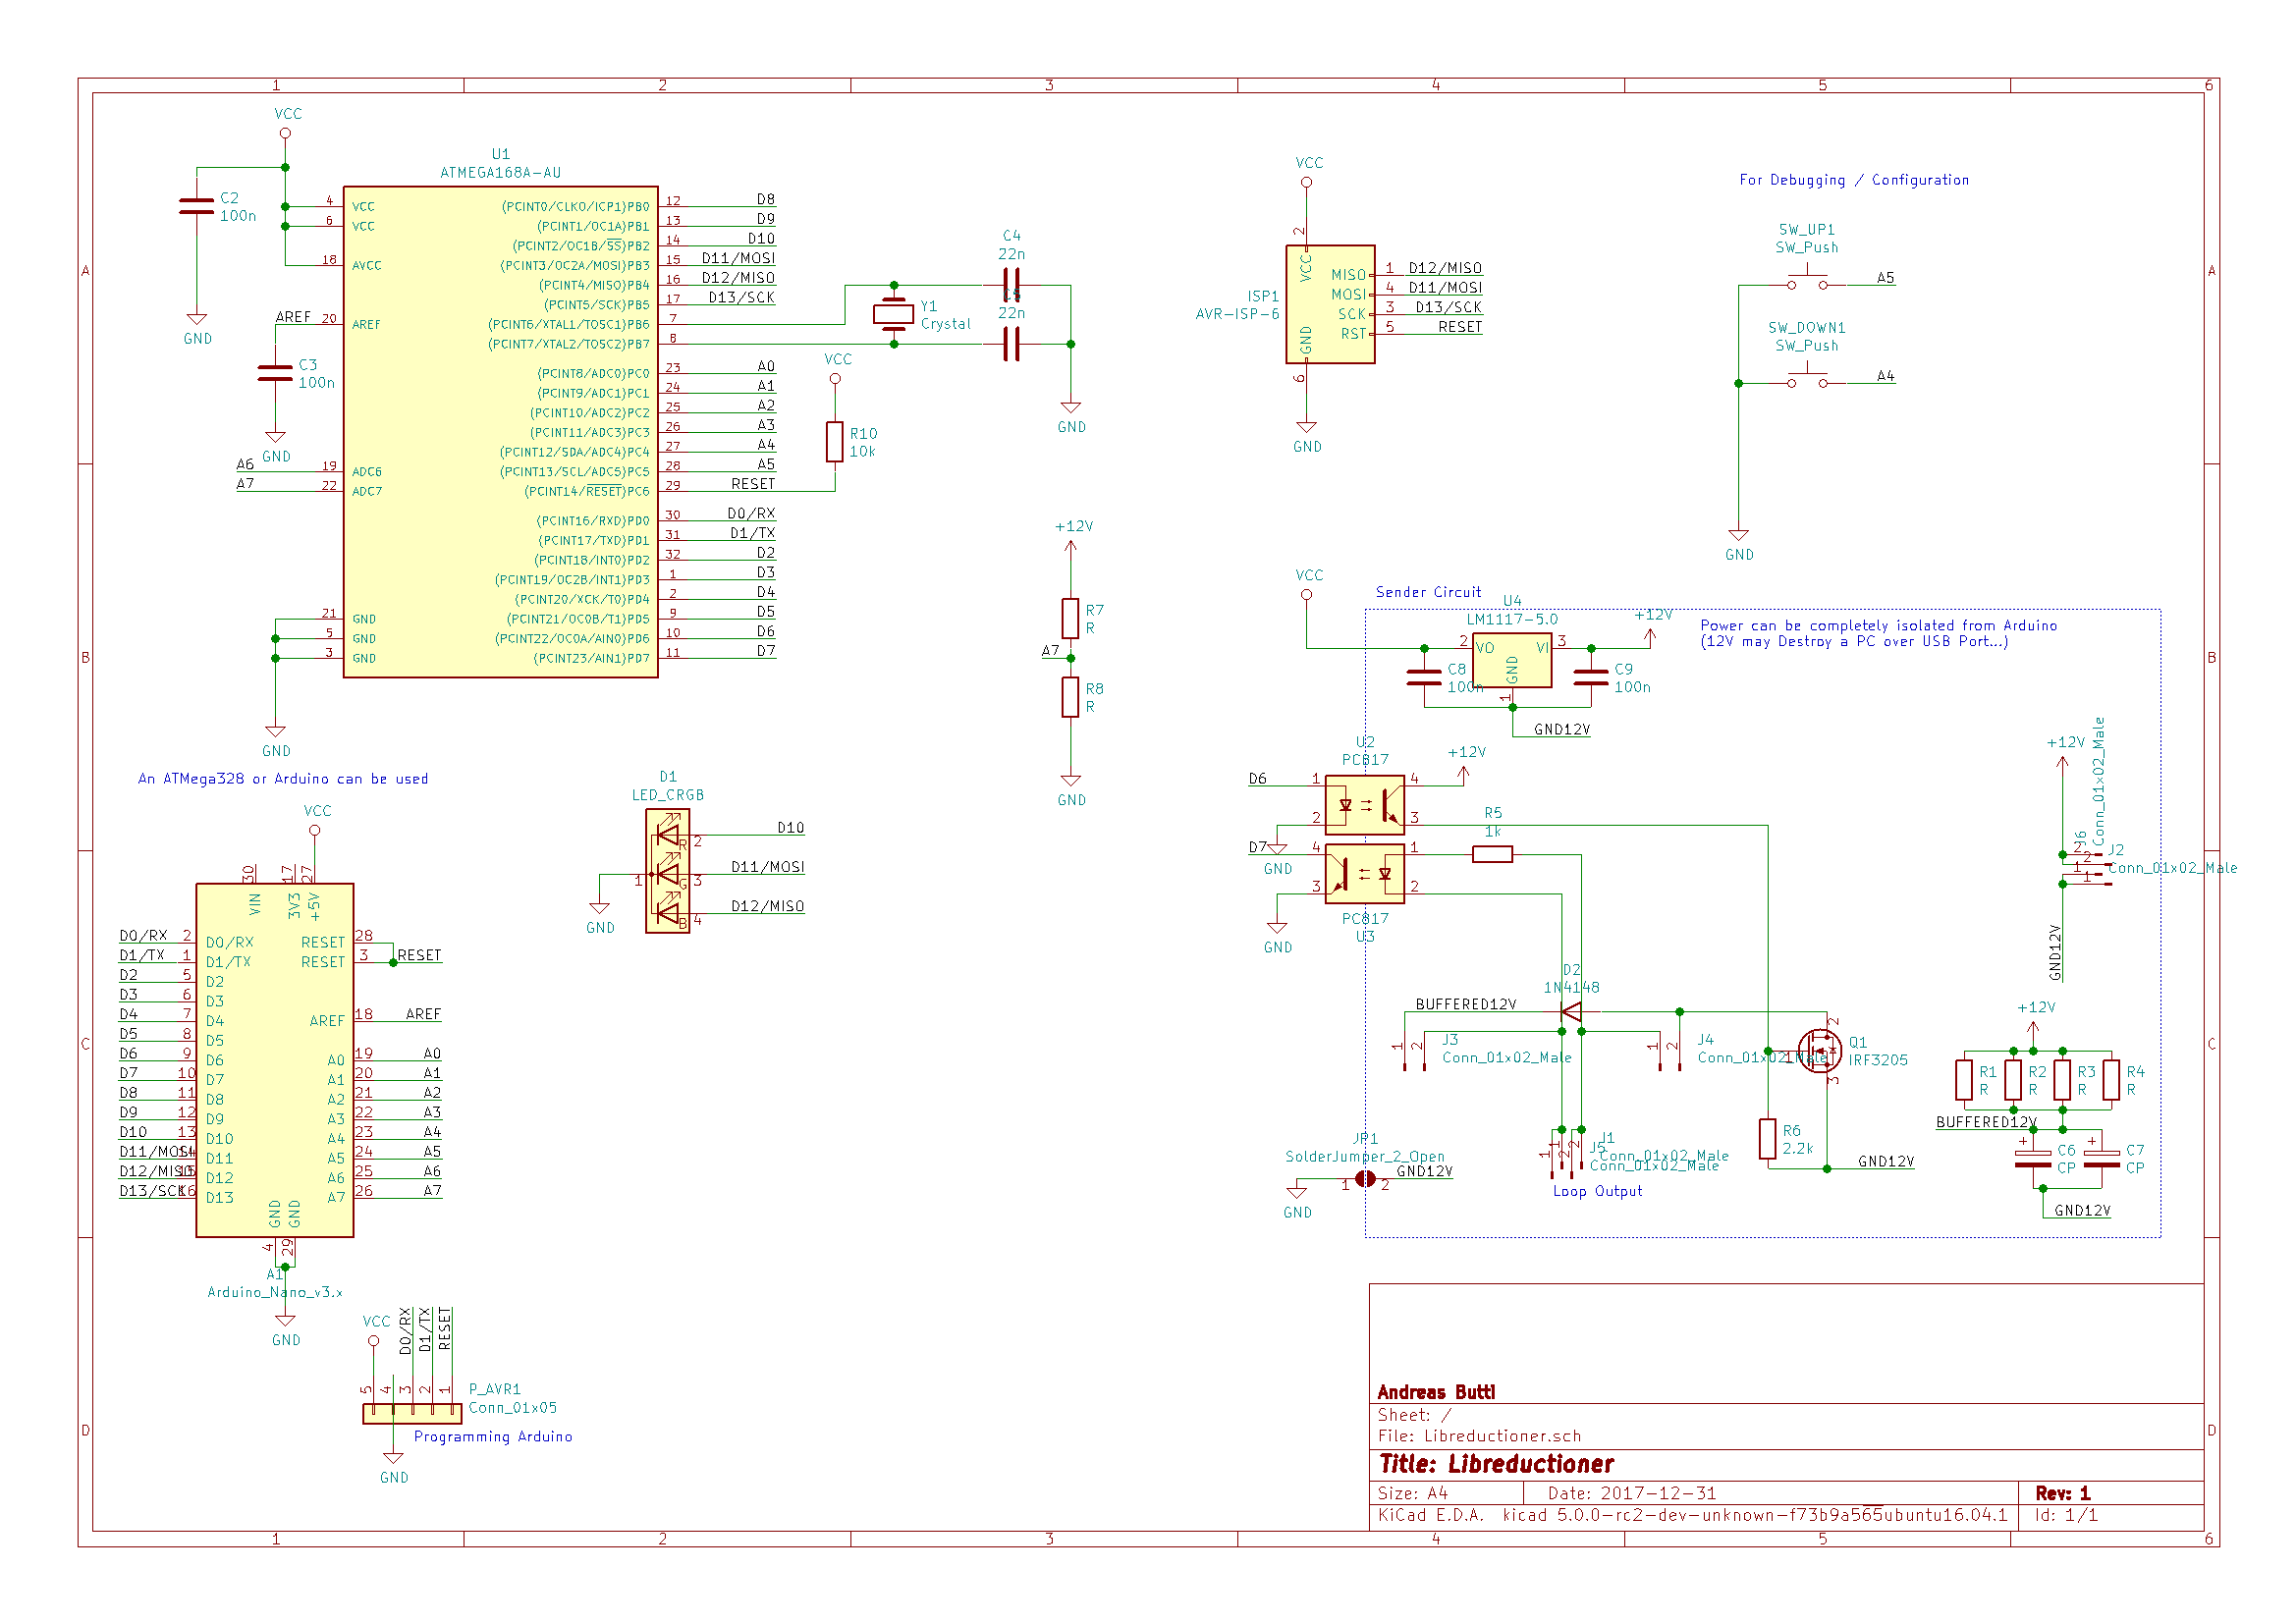 1 2 3 4 5 6
A
B
C
D
VCC
C2
100n
GND
U1
ATMEGA168A-AU
4 VCC
6 VCC
18 AVCC
AREF 20 AREF
C3
100n
GND
A6 19 ADC6
A7 22 ADC7
21 GND
5 GND
3 GND
GND
(PCINT0/CLKO/ICP1)PB0 12 D8
(PCINT1/OC1A)PB1 13 D9
(PCINT2/OC1B/SS)PB2 14 D10
(PCINT3/OC2A/MOSI)PB3 15 D11/MOSI
(PCINT4/MISO)PB4 16 D12/MISO
(PCINT5/SCK)PB5 17 D13/SCK
(PCINT6/XTAL1/TOSC1)PB6 7
(PCINT7/XTAL2/TOSC2)PB7 8
(PCINT8/ADC0)PC0 23 A0
(PCINT9/ADC1)PC1 24 A1
(PCINT10/ADC2)PC2 25 A2
(PCINT11/ADC3)PC3 26 A3
(PCINT12/SDA/ADC4)PC4 27 A4
(PCINT13/SCL/ADC5)PC5 28 A5
(PCINT14/RESET)PC6 29 RESET
(PCINT16/RXD)PD0 30 D0/RX
(PCINT17/TXD)PD1 31 D1/TX
(PCINT18/INT0)PD2 32 D2
(PCINT19/OC2B/INT1)PD3 1 D3
(PCINT20/XCK/T0)PD4 2 D4
(PCINT21/OC0B/T1)PD5 9 D5
(PCINT22/OC0A/AIN0)PD6 10 D6
(PCINT23/AIN1)PD7 11 D7
Y1
Crystal
C4
22n
22n
GND
VCC
R10
10k
+12V
R7
R
A7
R8
R
GND
VCC
2
VCC
ISP1
AVR-ISP-6
MISO 1 D12/MISO
MOSI 4 D11/MOSI
SCK 3 D13/SCK
RST 5 RESET
GND
6
GND
For Debugging / Configuration
SW_UP1
SW_Push
A5
SW_DOWN1
SW_Push
A4
GND
An ATMega328 or Arduino can be used
VCC
30 17 27
VIN 3V3 +5V
D0/RX 2 D0/RX
D1/TX 1 D1/TX
D2 5 D2
D3 6 D3
D4 7 D4
D5 8 D5
D6 9 D6
D7 10 D7
D8 11 D8
D9 12 D9
D10 13 D10
D11/MOSI 14 D11
D12/MISO 15 D12
D13/SCK 16 D13
RESET 28
RESET 3 RESET
AREF 18 AREF
A0 19 A0
A1 20 A1
A2 21 A2
A3 22 A3
A4 23 A4
A5 24 A5
A6 25 A6
A7 26 A7
GND GND
4 29
A1
Arduino_Nano_v3.x
GND
D1
LED_CRGB
R 2 D10
1 G 3 D11/MOSI
B 4 D12/MISO
GND
VCC
D0/RX
D1/TX
RESET
5 4 3 2 1
P_AVR1
Conn_01x05
Programming Arduino
GND
VCC
Sender Circuit
U4
LM1117-5.0
+12V
2 VO VI 3
GND
1
C8
100n
C9
100n
GND12V
Power can be completely isolated from Arduino
(12V may Destroy a PC over USB Port...)
U2
PC817
+12V
D6 1 4
2 3
GND
R5
1k
D7 4 1
3 2
PC817
U3
GND
+12V
Conn_01x02_Male
J6
2
2
1
1
J2
Conn_01x02_Male
GND12V
D2
1N4148
BUFFERED12V
1 2
J3
Conn_01x02_Male
1 2
J4
Conn_01x02_Male
1
2
3
Q1
IRF3205
R6
2.2k
GND12V
JP1
SolderJumper_2_Open
GND12V
1 2
GND
1 2
1 2
J1
Conn_01x02_Male
J5
Conn_01x02_Male
Loop Output
+12V
R1
R
R2
R
R3
R
R4
R
BUFFERED12V
+
C6
CP
+
C7
CP
GND12V
Andreas Butti
Sheet: /
File: Libreductioner.sch
Title: Libreductioner
Size: A4 Date: 2017-12-31 Rev: 1
KiCad E.D.A. kicad 5.0.0-rc2-dev-unknown-f73b9a565ubuntu16.04.1 Id: 1/1
1 2 3 4 5 6
A
B
C
D